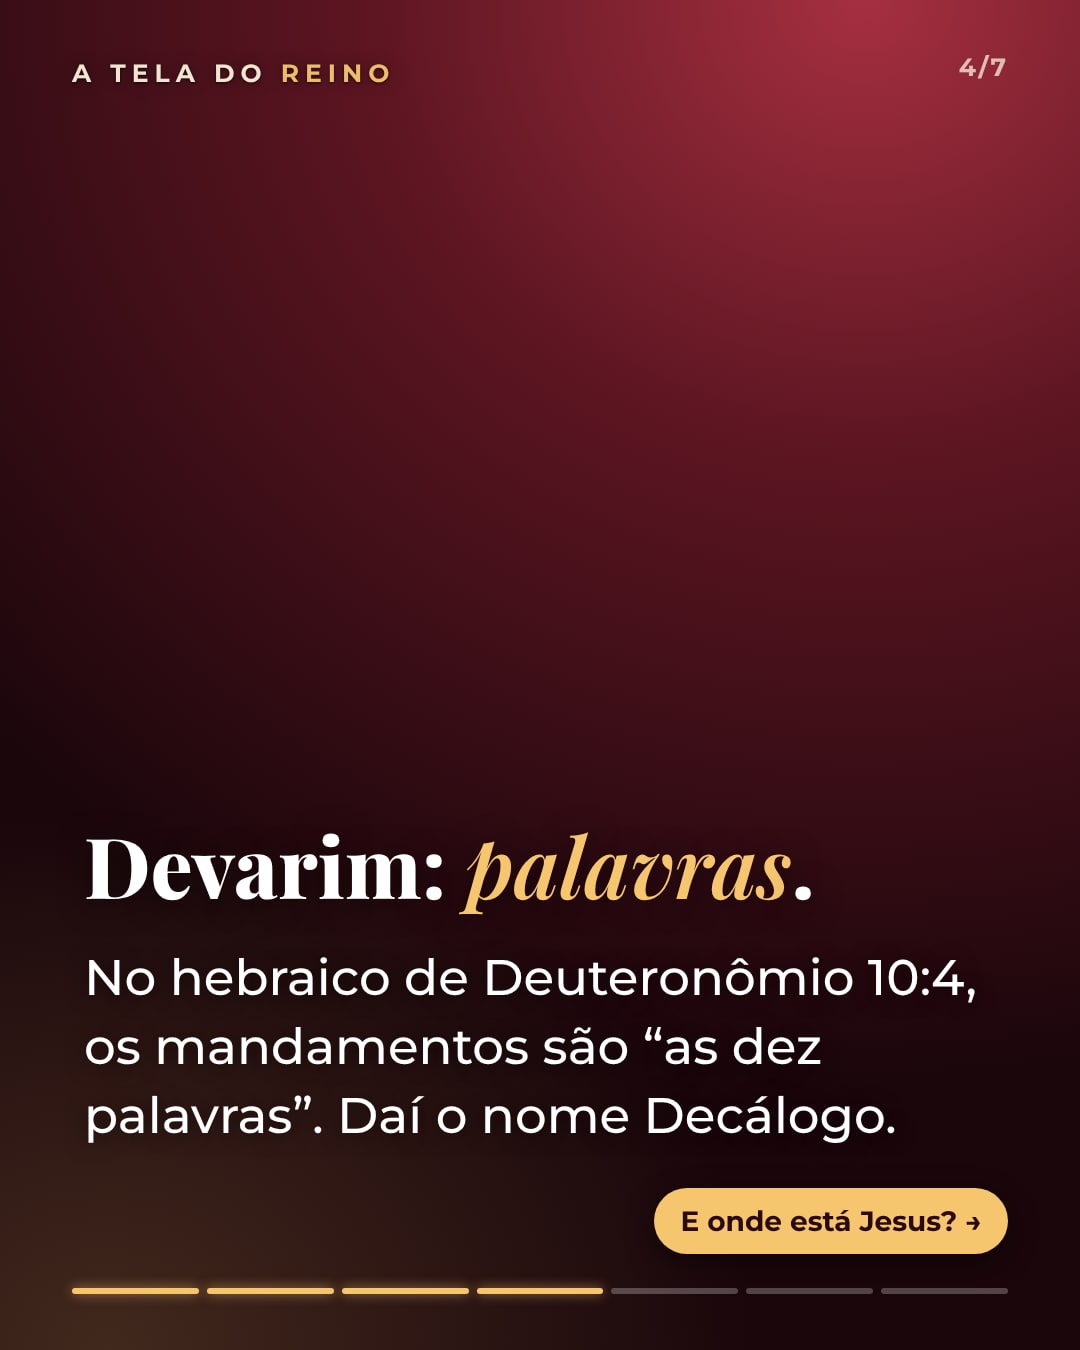 A TELA DO REINO
4/7
Devarim: palavras.
No hebraico de Deuteronômio 10:4,
os mandamentos são “as dez
palavras”. Daí o nome Decálogo.
E onde está Jesus? →